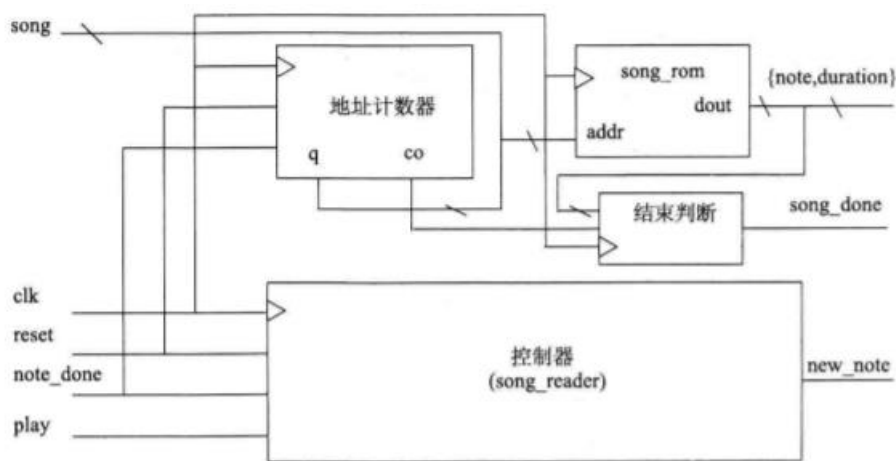 song
地址计数器
q
co
song_rom
dout
addr
{note,duration}
结束判断
song_done
clk
reset
note_done
play
控制器
(song_reader)
new_note